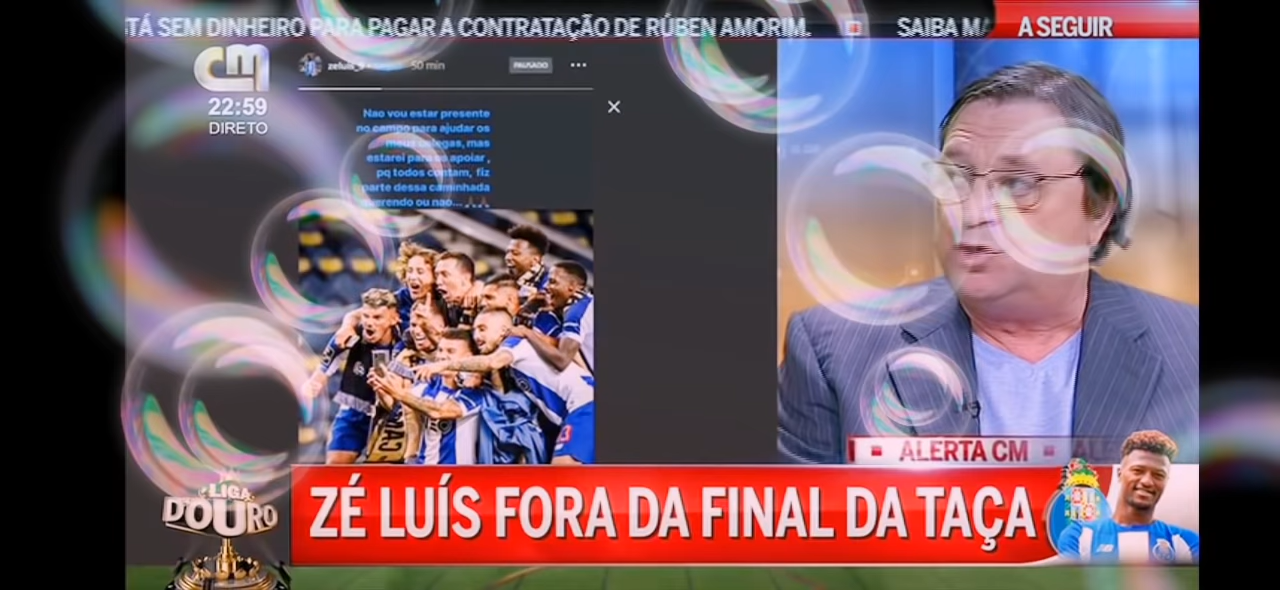 TÁ SEM DINHEIRO PARA PAGAR A CONTRATAÇÃO DE RÚBEN AMORIM. SAIBA MA A SEGUIR
cm
22:59
DIRETO
50 min PAUSADO
Nao vou estar presente
no campo para ajudar os
meus colegas, mas
estarei para os apoiar ,
pq todos contam, fiz
parte dessa caminhada
querendo ou nao...
ALERTA CM
LIGA
D'OURO
ZÉ LUÍS FORA DA FINAL DA TAÇA